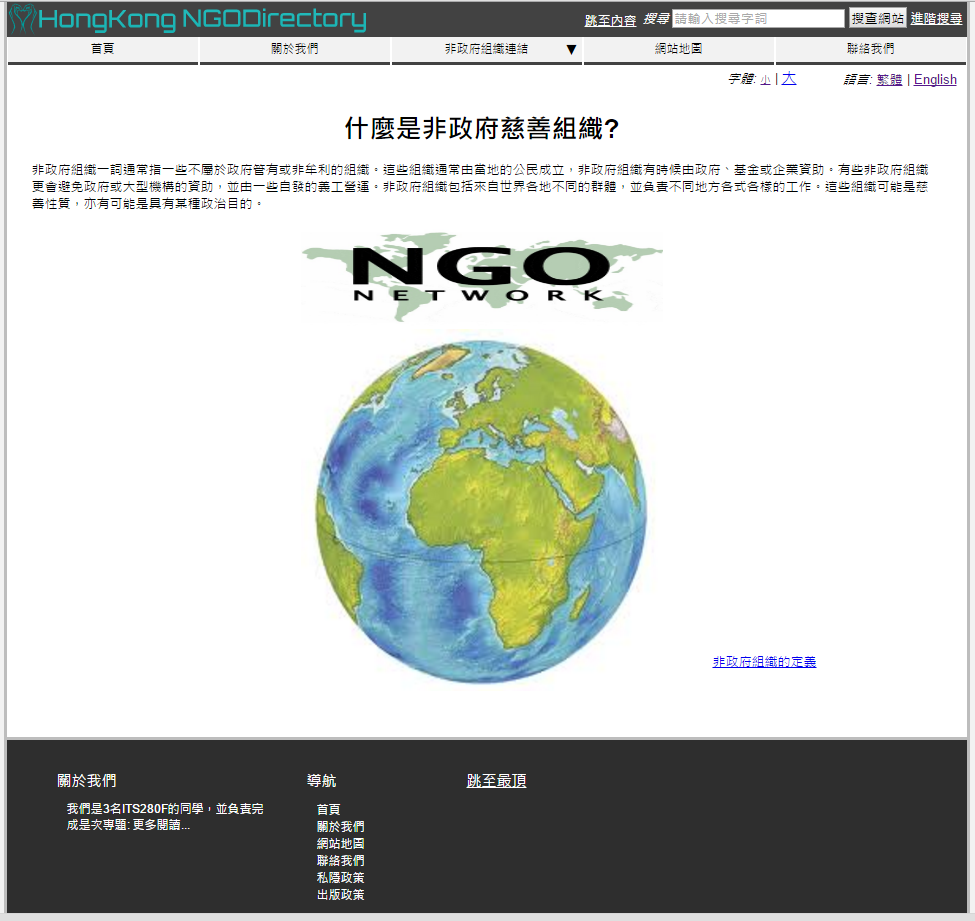 HongKong NGODirectory
跳至內容 搜尋 請輸入搜尋字詞 搜查網站 進階搜尋
首頁 關於我們 非政府組織連結 ▼ 網站地圖 聯絡我們
字體: 小 | 大 語言: 繁體 | English
什麼是非政府慈善組織?
非政府組織一詞通常指一些不屬於政府管有或非牟利的組織。這些組織通常由當地的公民成立，非政府組織有時候由政府、基金或企業資助。有些非政府組織
更會避免政府或大型機構的資助，並由一些自發的義工營運。非政府組織包括來自世界各地不同的群體，並負責不同地方各式各樣的工作。這些組織可能是慈
善性質，亦有可能是具有某種政治目的。
NGO
NETWORK
非政府組織的定義
關於我們
我們是3名ITS280F的同學，並負責完
成是次專題: 更多閱讀...
導航
首頁
關於我們
網站地圖
聯絡我們
私隱政策
出版政策
跳至最頂